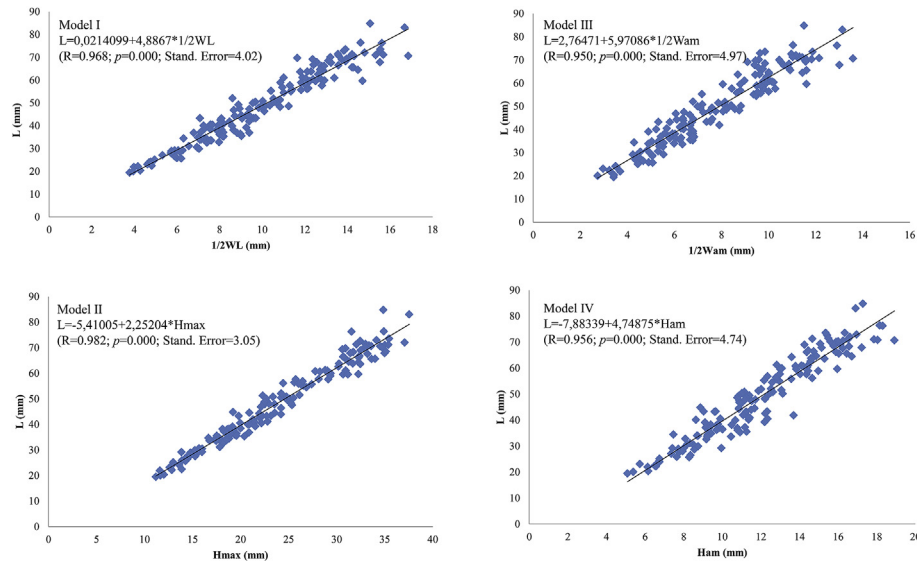 Model I
L=0,0214099+4,8867*1/2WL
(R=0.968; p=0.000; Stand. Error=4.02)
L (mm)
90
80
70
60
50
40
30
20
10
0
0 2 4 6 8 10 12 14 16 18
1/2WL (mm)
Model III
L=2,76471+5,97086*1/2Wam
(R=0.950; p=0.000; Stand. Error=4.97)
L (mm)
90
80
70
60
50
40
30
20
10
0
0 2 4 6 8 10 12 14 16
1/2Wam (mm)
Model II
L=-5,41005+2,25204*Hmax
(R=0.982; p=0.000; Stand. Error=3.05)
L (mm)
90
80
70
60
50
40
30
20
10
0
0 5 10 15 20 25 30 35 40
Hmax (mm)
Model IV
L=-7,88339+4,74875*Ham
(R=0.956; p=0.000; Stand. Error=4.74)
L (mm)
90
80
70
60
50
40
30
20
10
0
0 2 4 6 8 10 12 14 16 18 20
Ham (mm)